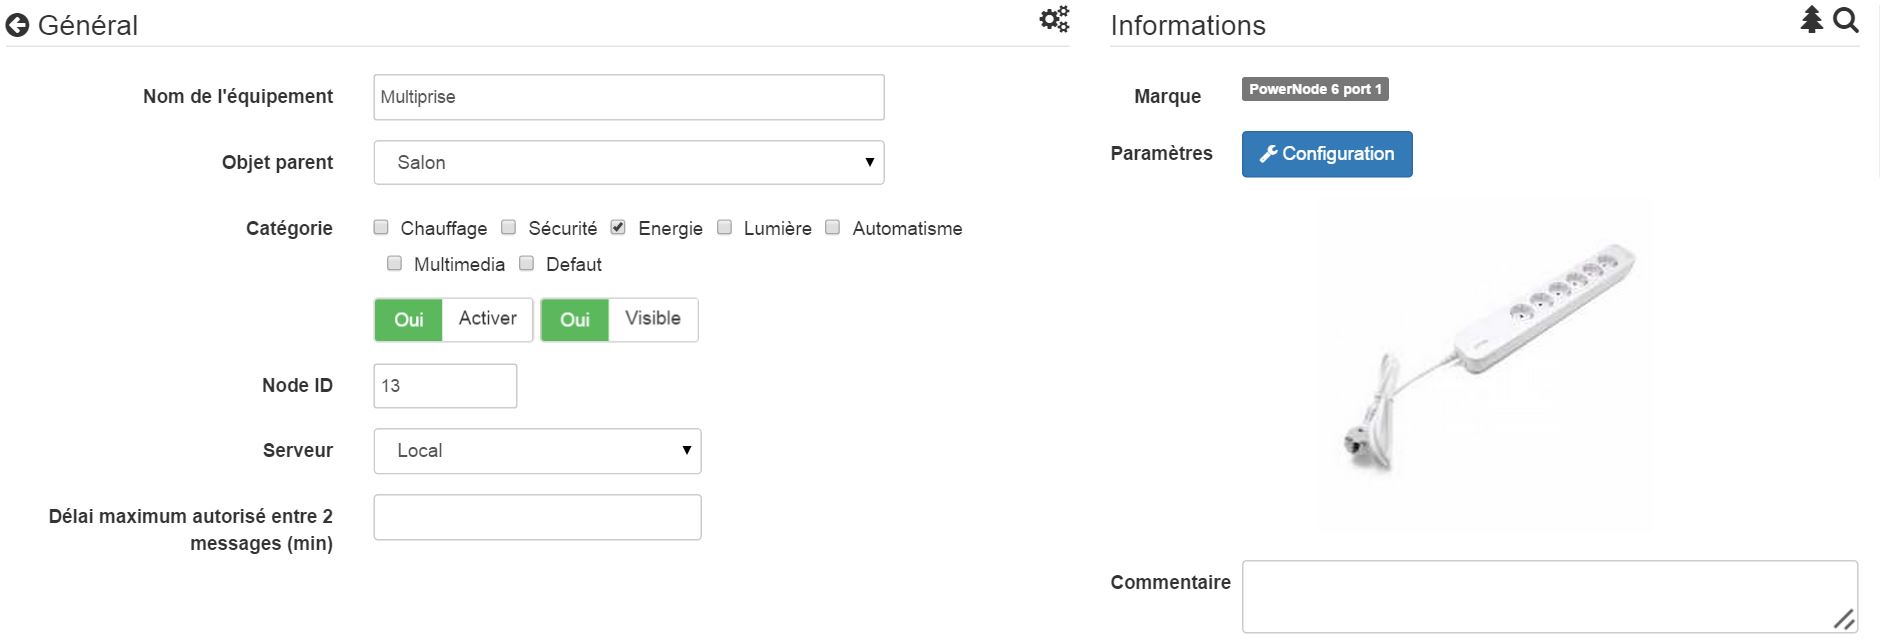 Général
Nom de l'équipement
Multiprise
Objet parent
Salon
Catégorie
Chauffage Sécurité Energie Lumière Automatisme
Multimedia Defaut
Oui Activer Oui Visible
Node ID
13
Serveur
Local
Délai maximum autorisé entre 2
messages (min)
Informations
Marque
PowerNode 6 port 1
Paramètres
Configuration
Commentaire